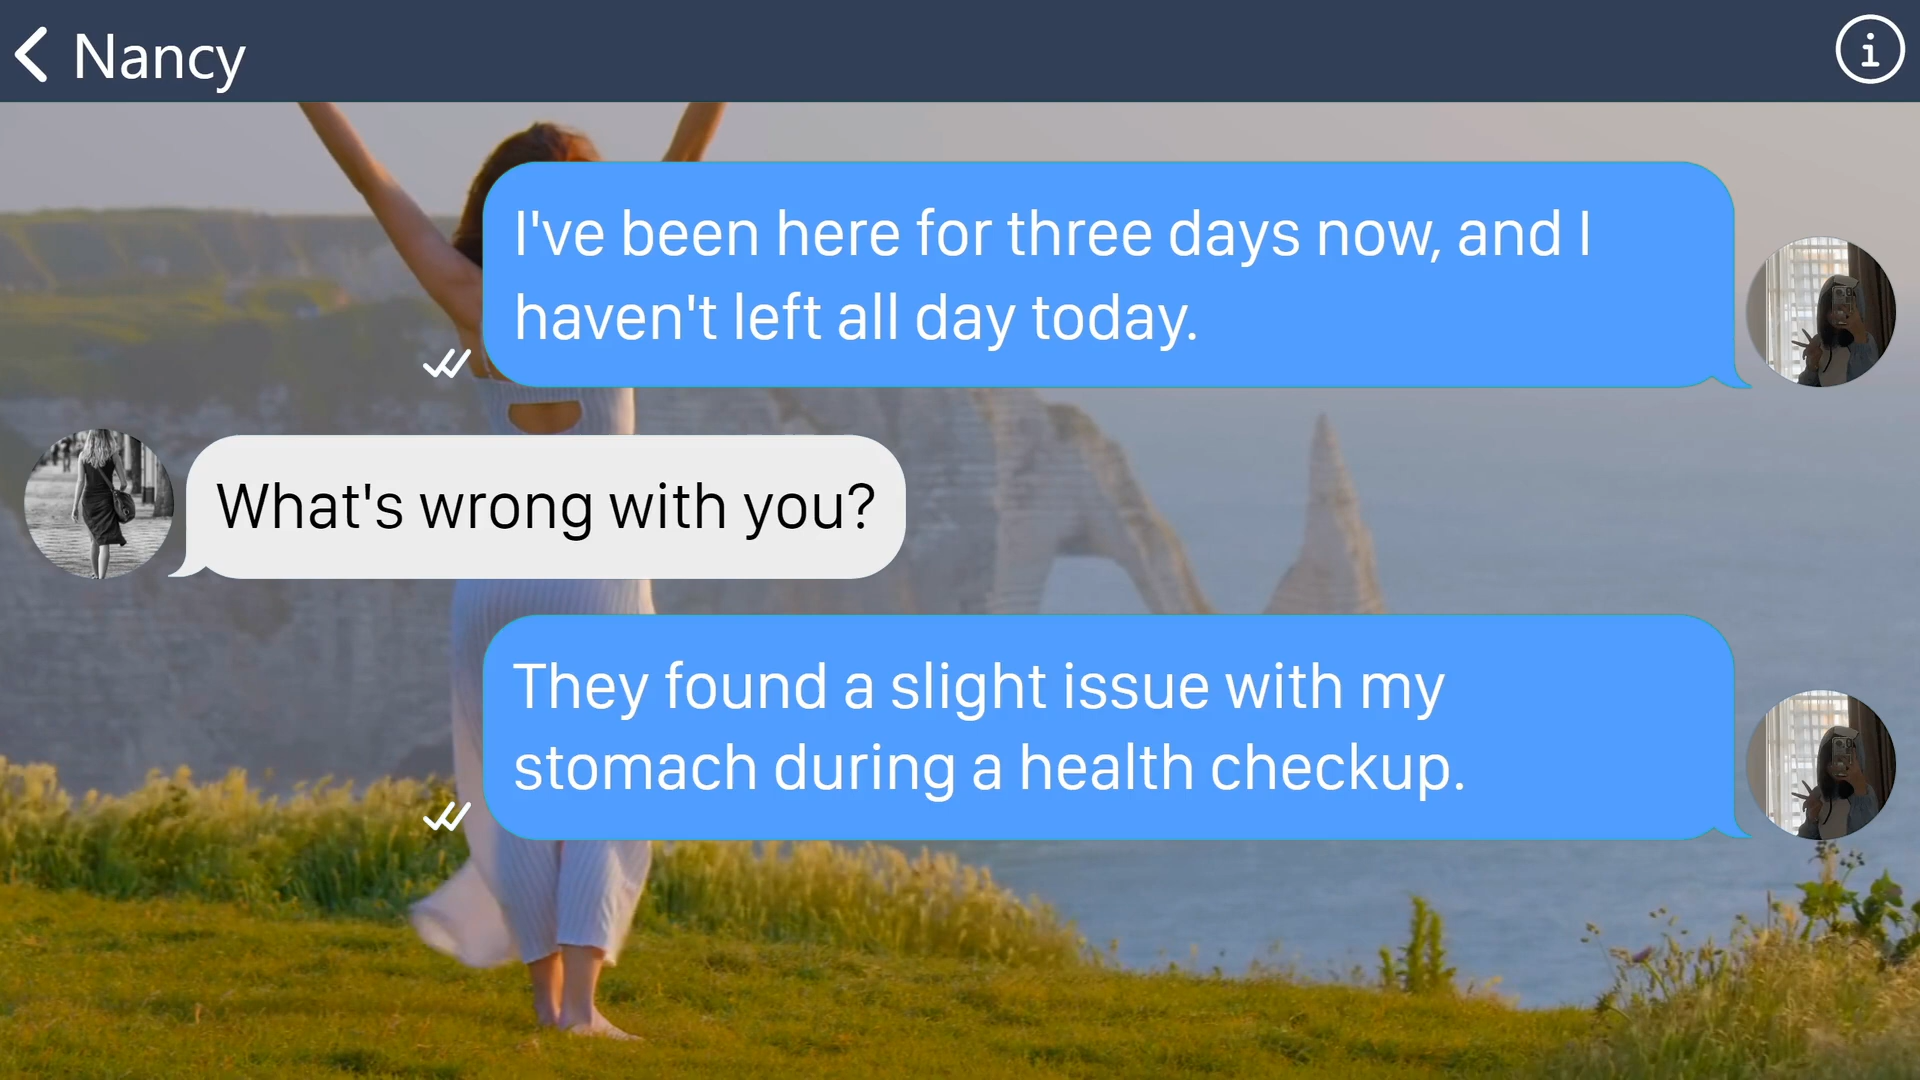 Nancy
I've been here for three days now, and I
haven't left all day today.
What's wrong with you?
They found a slight issue with my
stomach during a health checkup.